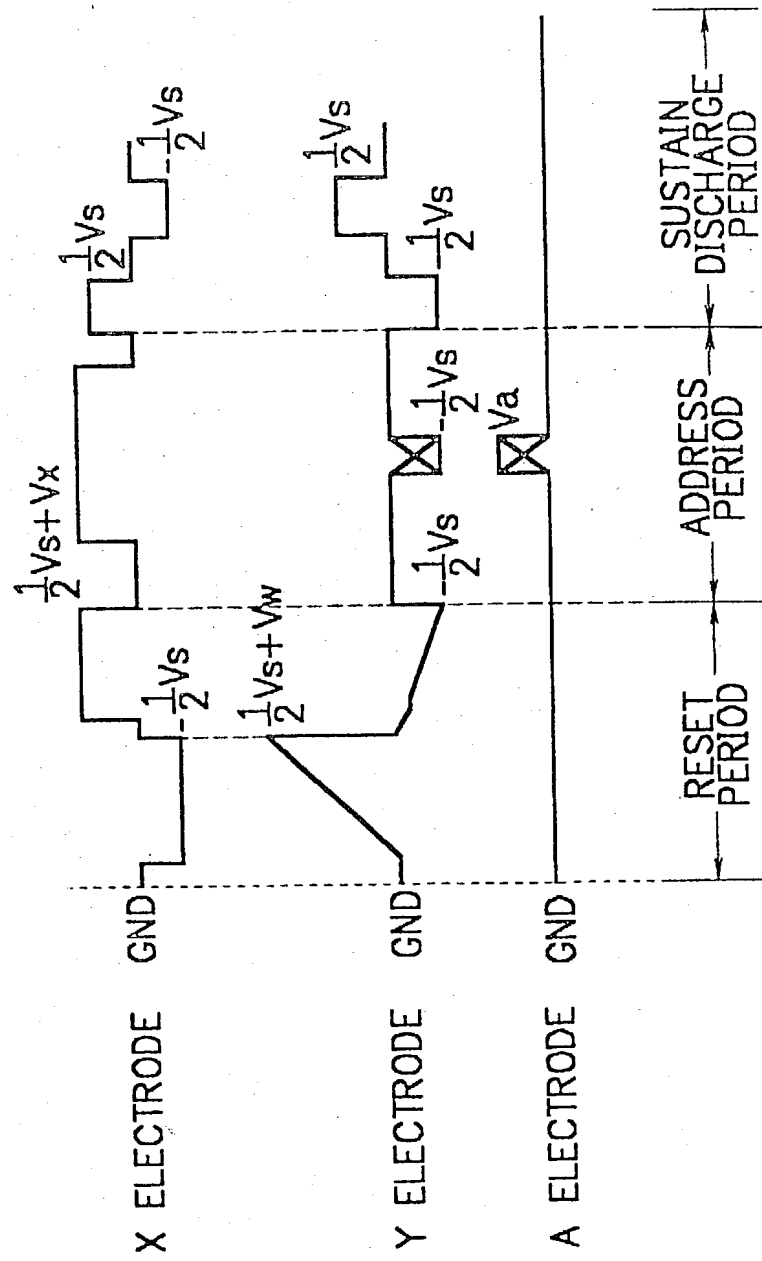 ½Vs+Vx
½Vs
-½Vs
-½Vs
X ELECTRODE GND
½Vs+Vw
½Vs
-½Vs
-½Vs
-½Vs
Y ELECTRODE GND
Va
A ELECTRODE GND
RESET
PERIOD
ADDRESS
PERIOD
SUSTAIN
DISCHARGE
PERIOD